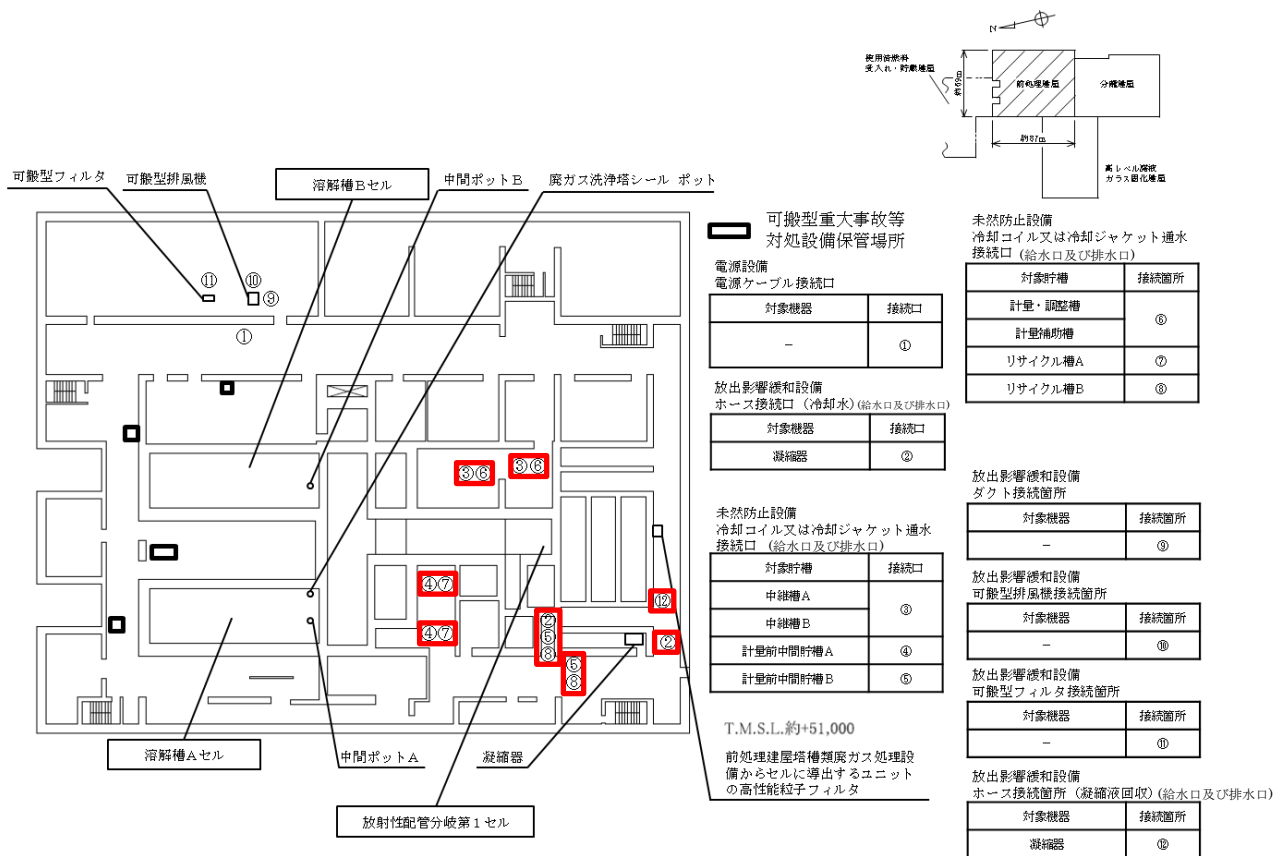 N
使用済燃料
受入れ・貯蔵建屋
約69m
前処理建屋
分離建屋
約87m
高レベル廃液
ガラス固化建屋
可搬型フィルタ
可搬型排風機
溶解槽Bセル
中間ポットB
廃ガス洗浄塔シール ポット
⑪
⑩
⑨
①
③⑥
③⑥
④⑦
④⑦
②
⑤
⑧
⑤
⑧
⑫
②
溶解槽Aセル
中間ポットA
凝縮器
放射性配管分岐第1セル
可搬型重大事故等
対処設備保管場所
電源設備
電源ケーブル接続口
対象機器 接続口
− ①
放出影響緩和設備
ホース接続口（冷却水）(給水口及び排水口)
対象機器 接続口
凝縮器 ②
未然防止設備
冷却コイル又は冷却ジャケット通水
接続口 (給水口及び排水口)
対象貯槽 接続口
中継槽A ③
中継槽B
計量前中間貯槽A ④
計量前中間貯槽B ⑤
T.M.S.L.約+51,000
前処理建屋塔槽類廃ガス処理設
備からセルに導出するユニット
の高性能粒子フィルタ
未然防止設備
冷却コイル又は冷却ジャケット通水
接続口 (給水口及び排水口)
対象貯槽 接続箇所
計量・調整槽 ⑥
計量補助槽
リサイクル槽A ⑦
リサイクル槽B ⑧
放出影響緩和設備
ダクト接続箇所
対象機器 接続箇所
− ⑨
放出影響緩和設備
可搬型排風機接続箇所
対象機器 接続箇所
− ⑩
放出影響緩和設備
可搬型フィルタ接続箇所
対象機器 接続箇所
− ⑪
放出影響緩和設備
ホース接続箇所（凝縮液回収）(給水口及び排水口)
対象機器 接続箇所
凝縮器 ⑫